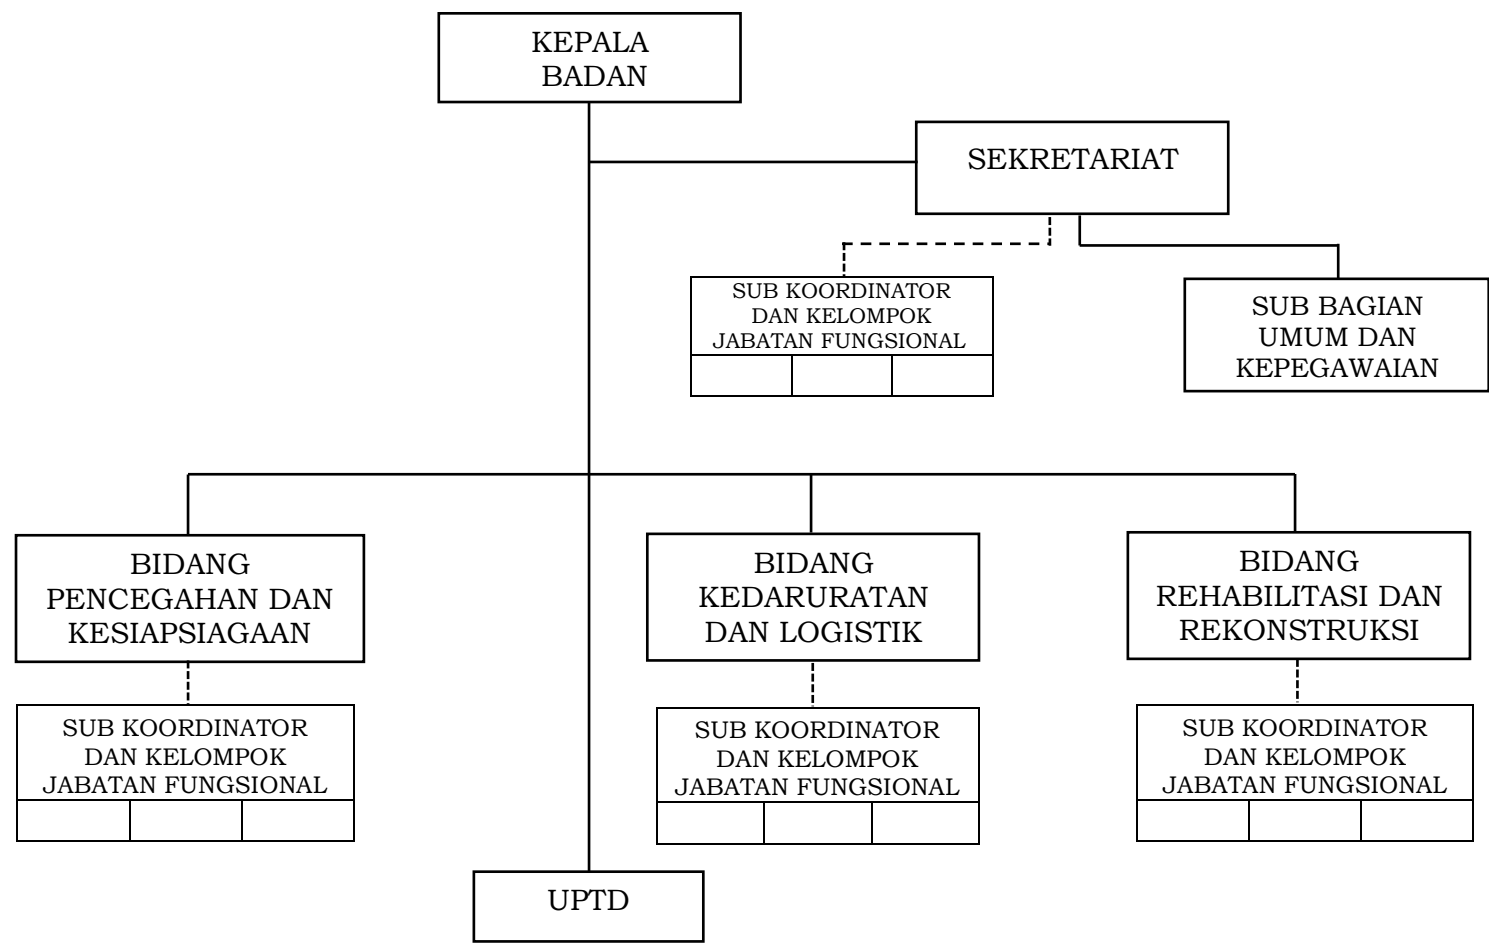 KEPALA
BADAN
SEKRETARIAT
SUB KOORDINATOR
DAN KELOMPOK
JABATAN FUNGSIONAL
SUB BAGIAN
UMUM DAN
KEPEGAWAIAN
BIDANG
PENCEGAHAN DAN
KESIAPSIAGAAN
BIDANG
KEDARURATAN
DAN LOGISTIK
BIDANG
REHABILITASI DAN
REKONSTRUKSI
SUB KOORDINATOR
DAN KELOMPOK
JABATAN FUNGSIONAL
SUB KOORDINATOR
DAN KELOMPOK
JABATAN FUNGSIONAL
SUB KOORDINATOR
DAN KELOMPOK
JABATAN FUNGSIONAL
UPTD